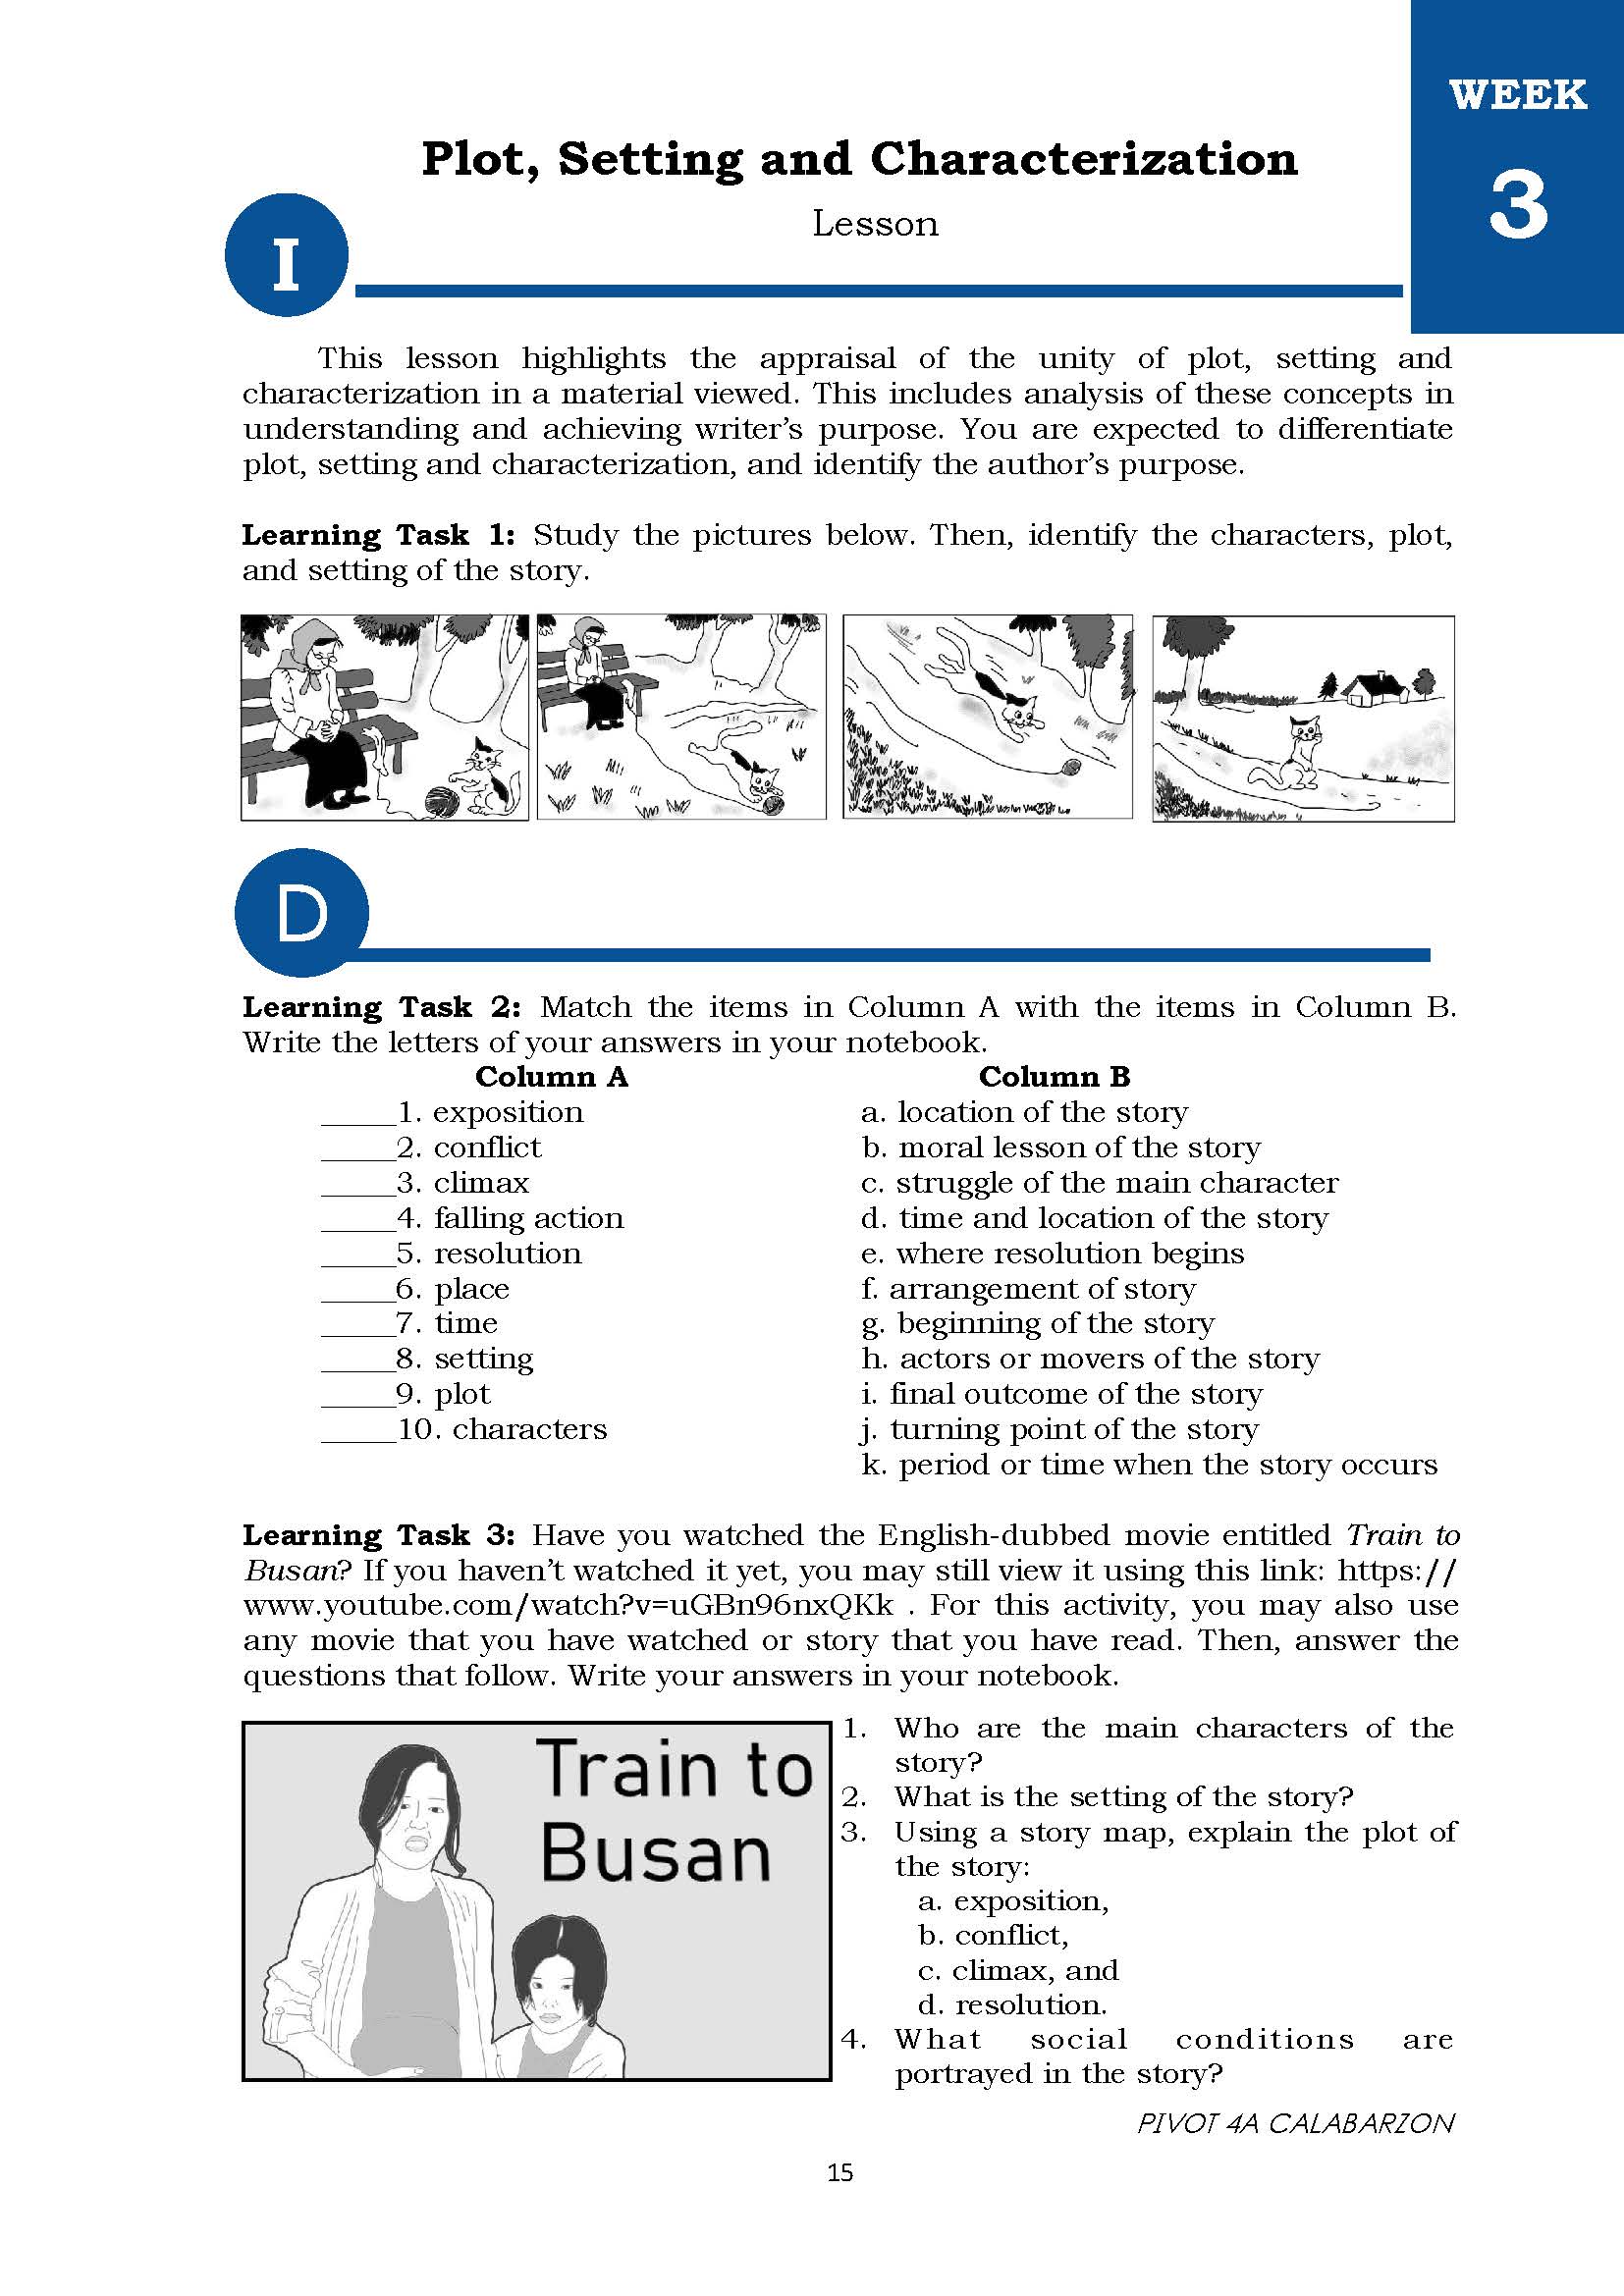 WEEK
3
Plot, Setting and Characterization
Lesson
I
This lesson highlights the appraisal of the unity of plot, setting and
characterization in a material viewed. This includes analysis of these concepts in
understanding and achieving writer’s purpose. You are expected to differentiate
plot, setting and characterization, and identify the author’s purpose.
Learning Task 1: Study the pictures below. Then, identify the characters, plot,
and setting of the story.
D
Learning Task 2: Match the items in Column A with the items in Column B.
Write the letters of your answers in your notebook.
Column A
_____1. exposition
_____2. conflict
_____3. climax
_____4. falling action
_____5. resolution
_____6. place
_____7. time
_____8. setting
_____9. plot
_____10. characters
Column B
a. location of the story
b. moral lesson of the story
c. struggle of the main character
d. time and location of the story
e. where resolution begins
f. arrangement of story
g. beginning of the story
h. actors or movers of the story
i. final outcome of the story
j. turning point of the story
k. period or time when the story occurs
Learning Task 3: Have you watched the English-dubbed movie entitled Train to
Busan? If you haven’t watched it yet, you may still view it using this link: https://
www.youtube.com/watch?v=uGBn96nxQKk . For this activity, you may also use
any movie that you have watched or story that you have read. Then, answer the
questions that follow. Write your answers in your notebook.
Train to
Busan
1. Who are the main characters of the
story?
2. What is the setting of the story?
3. Using a story map, explain the plot of
the story:
a. exposition,
b. conflict,
c. climax, and
d. resolution.
4. What social conditions are
portrayed in the story?
PIVOT 4A CALABARZON
15